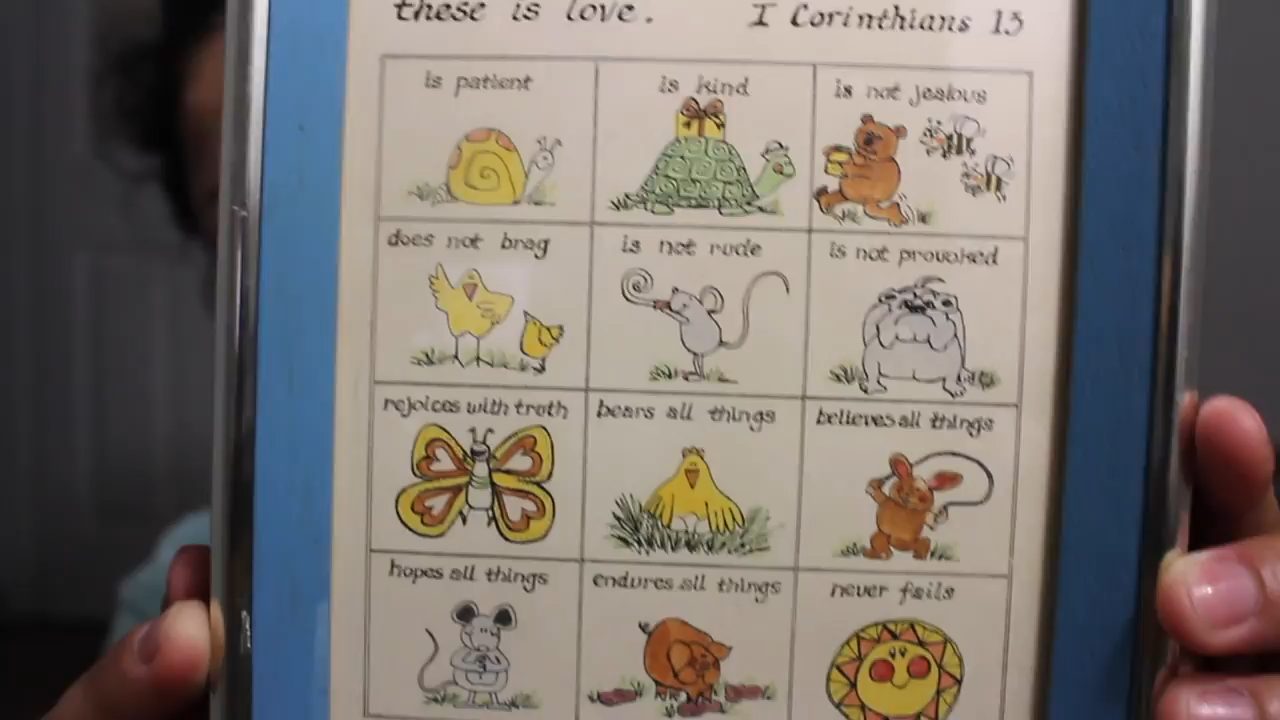 these is love. I Corinthians 13
is patient
is kind
is not jealous
does not brag
is not rude
is not provoked
rejoices with truth
bears all things
believes all things
hopes all things
endures all things
never fails